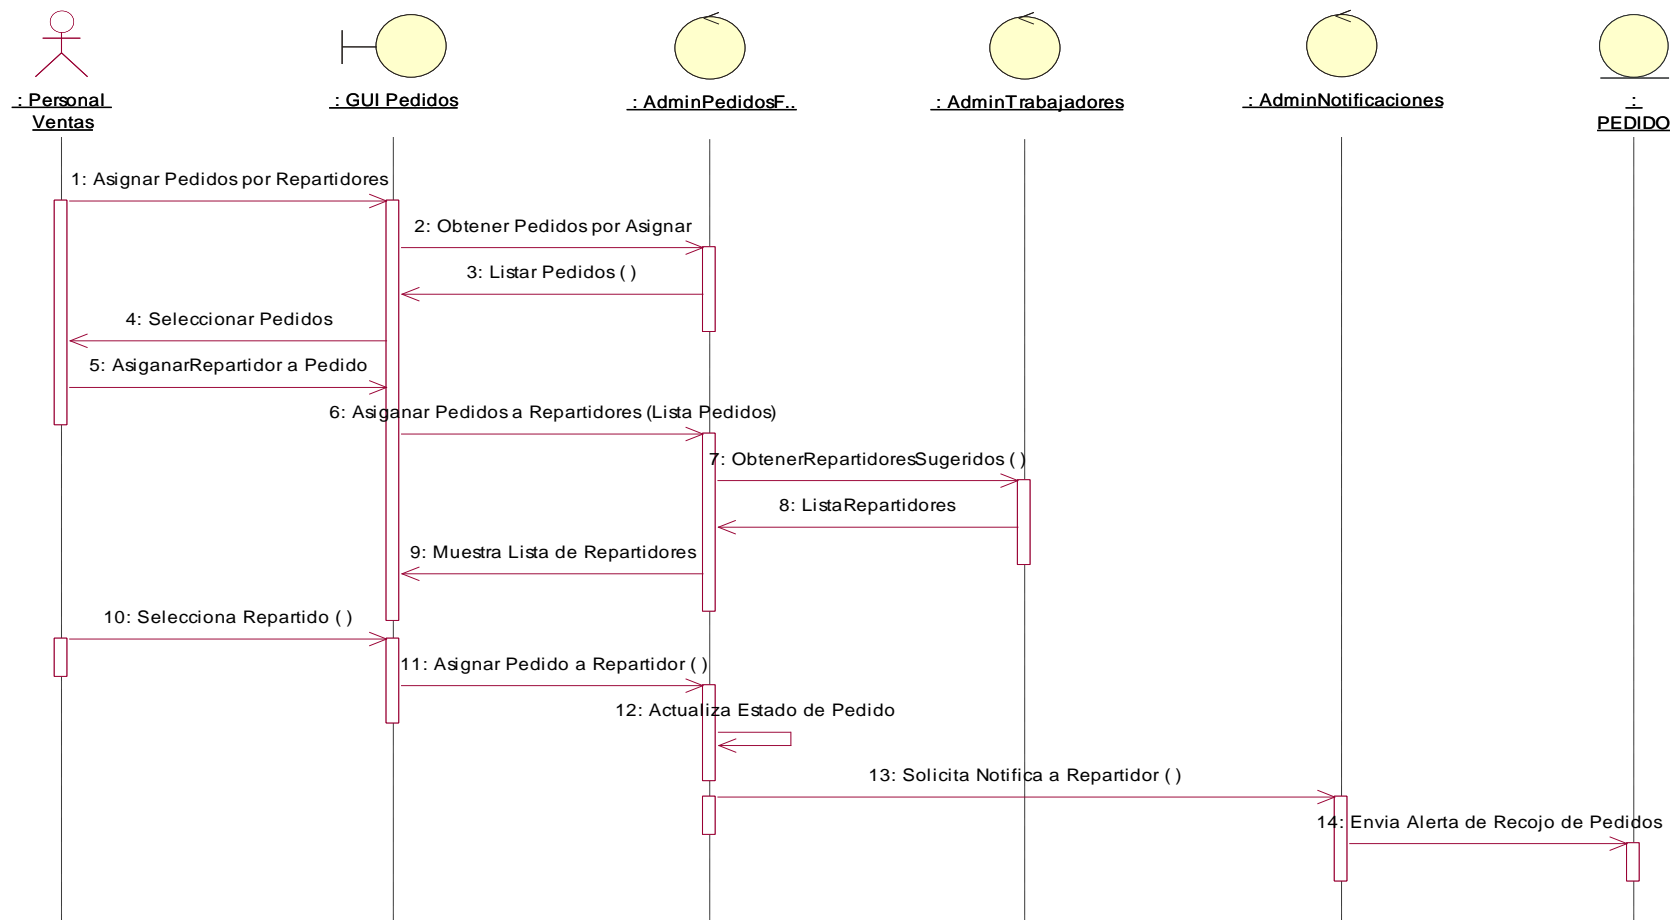 : Personal
Ventas
: GUI Pedidos
: AdminPedidosF..
: AdminTrabajadores
: AdminNotificaciones
:
PEDIDO
1: Asignar Pedidos por Repartidores
2: Obtener Pedidos por Asignar
3: Listar Pedidos ( )
4: Seleccionar Pedidos
5: AsiganarRepartidor a Pedido
6: Asiganar Pedidos a Repartidores (Lista Pedidos)
7: ObtenerRepartidoresSugeridos ( )
8: ListaRepartidores
9: Muestra Lista de Repartidores
10: Selecciona Repartido ( )
11: Asignar Pedido a Repartidor ( )
12: Actualiza Estado de Pedido
13: Solicita Notifica a Repartidor ( )
14: Envia Alerta de Recojo de Pedidos